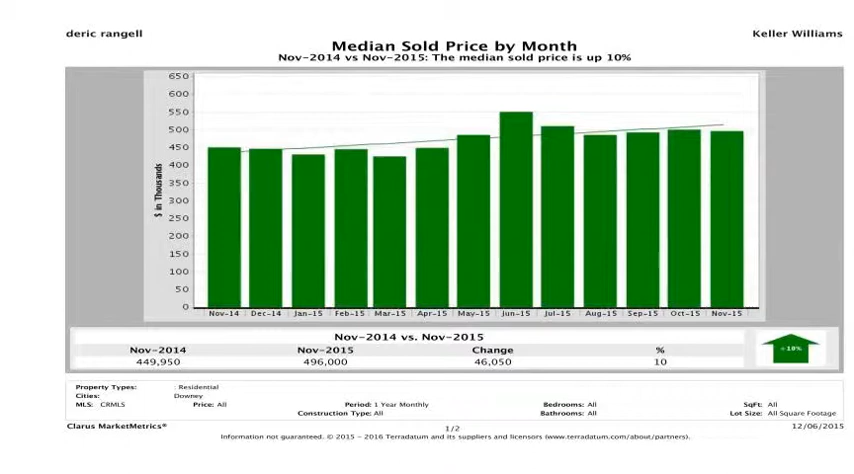 deric rangell Keller Williams
Median Sold Price by Month
Nov-2014 vs Nov-2015: The median sold price is up 10%
650
600
550
500
450
400
350
300
250
200
150
100
50
0
$ in Thousands
Nov-14 Dec-14 Jan-15 Feb-15 Mar-15 Apr-15 May-15 Jun-15 Jul-15 Aug-15 Sep-15 Oct-15 Nov-15
Nov-2014 vs. Nov-2015
Nov-2014 Nov-2015 Change %
449,950 496,000 46,050 10
+10%
Property Types: : Residential
Cities: Downey
MLS: CRMLS Price: All Period: 1 Year Monthly Bedrooms: All SqFt: All
Construction Type: All Bathrooms: All Lot Size: All Square Footage
Clarus MarketMetrics® 1/2 12/06/2015
Information not guaranteed. © 2015 - 2016 Terradatum and its suppliers and licensors (www.terradatum.com/about/partners).